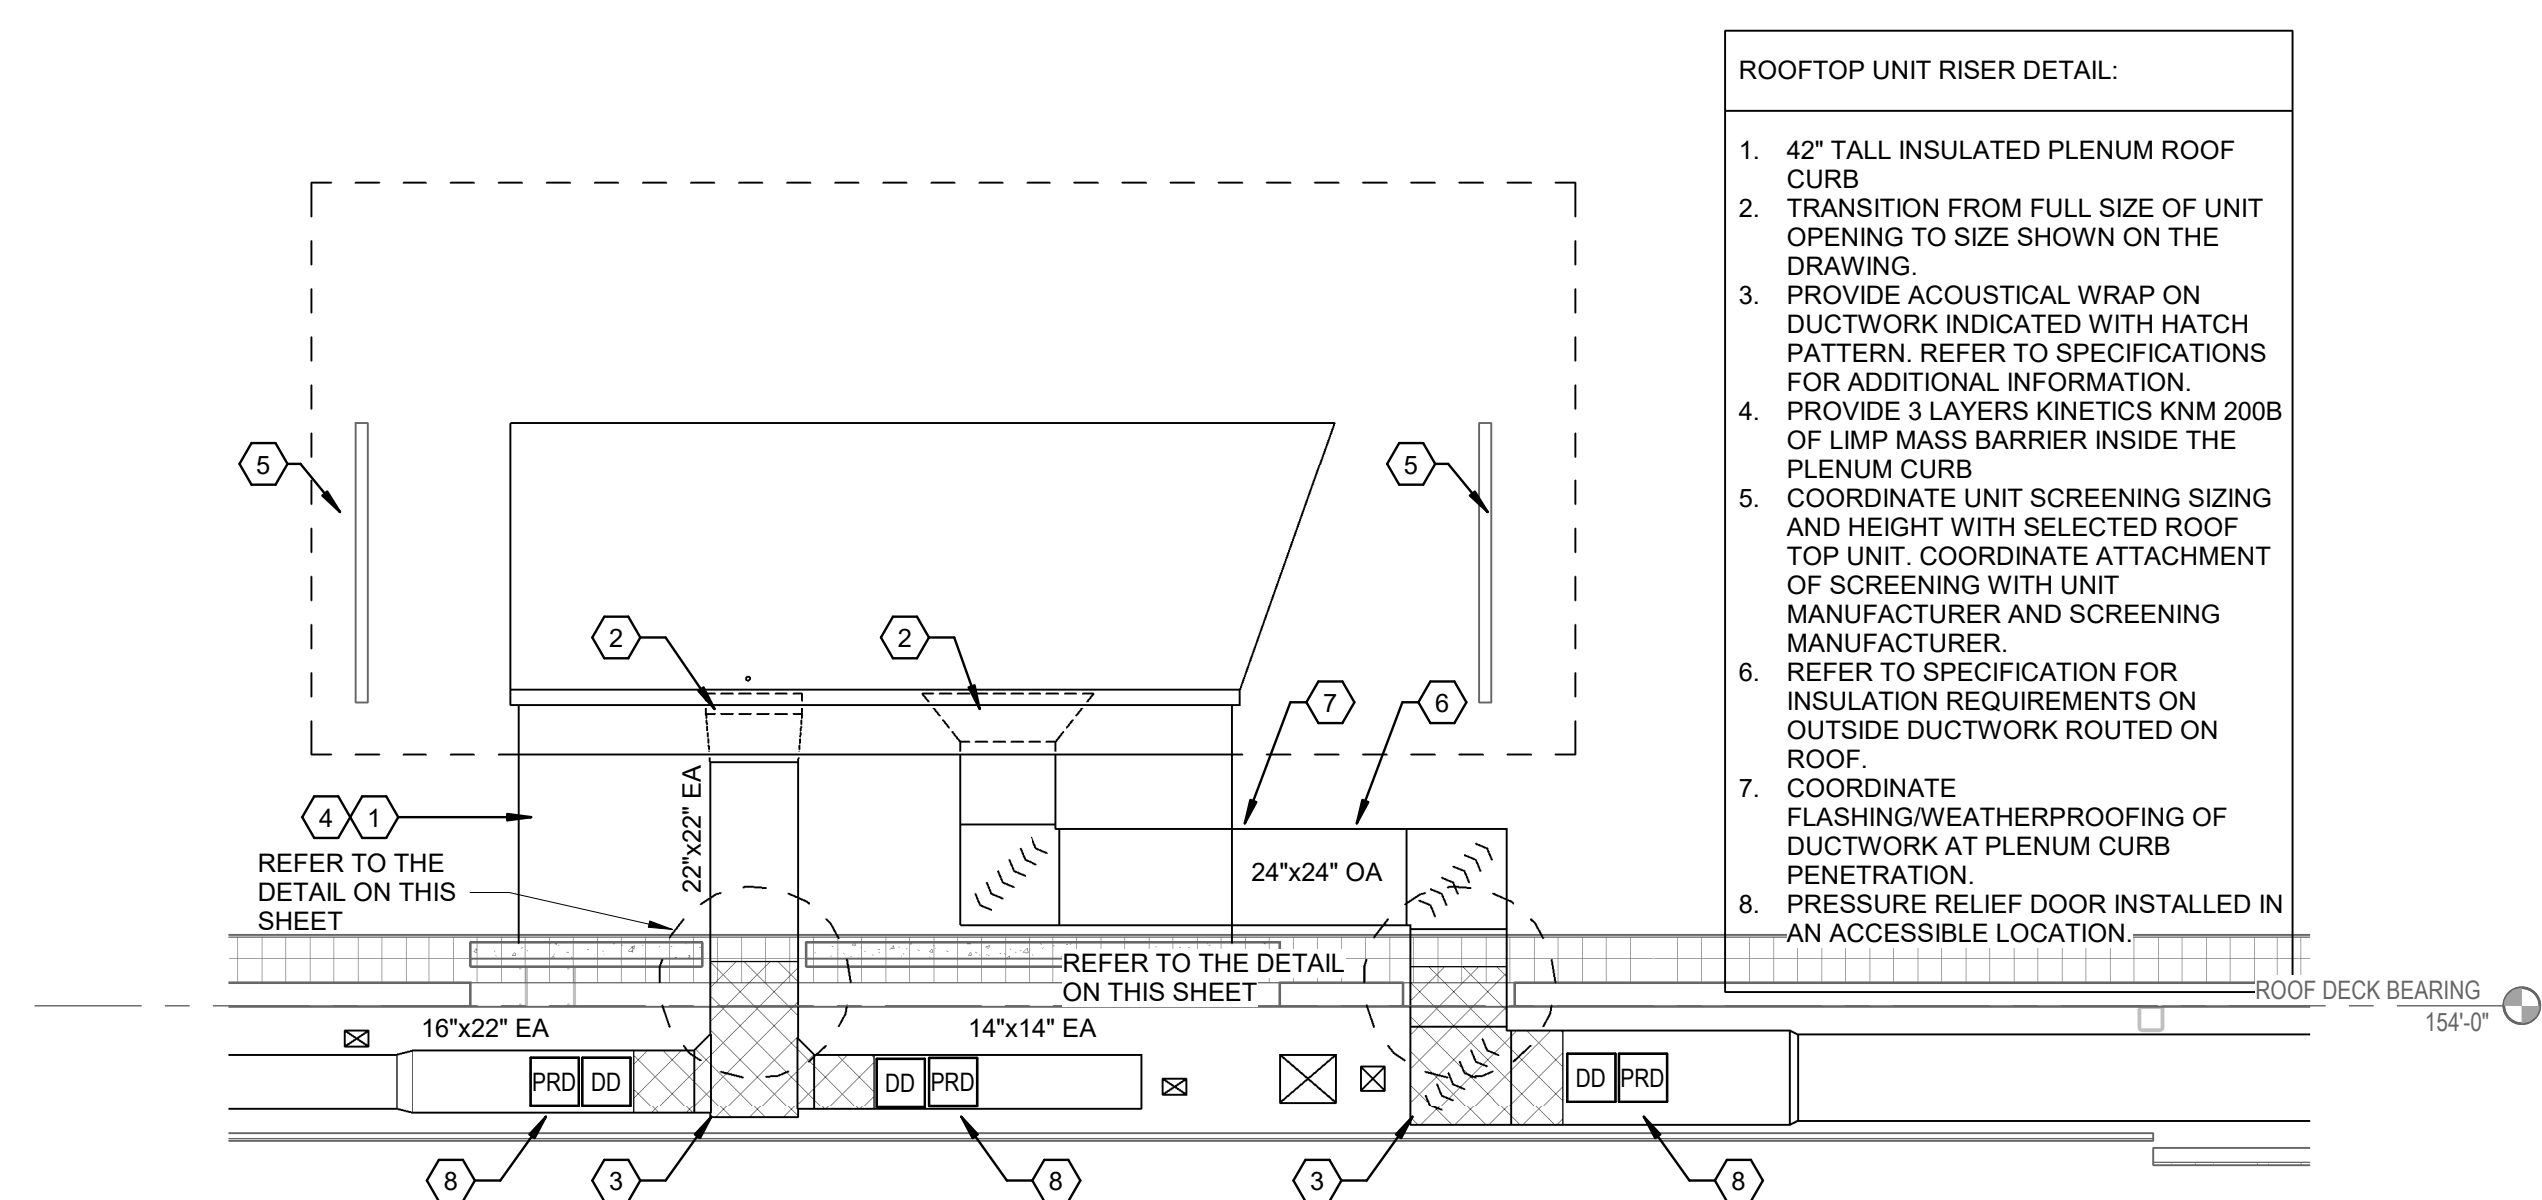 ROOFTOP UNIT RISER DETAIL:
1. 42" TALL INSULATED PLENUM ROOF
CURB
2. TRANSITION FROM FULL SIZE OF UNIT
OPENING TO SIZE SHOWN ON THE
DRAWING.
3. PROVIDE ACOUSTICAL WRAP ON
DUCTWORK INDICATED WITH HATCH
PATTERN. REFER TO SPECIFICATIONS
FOR ADDITIONAL INFORMATION.
4. PROVIDE 3 LAYERS KINETICS KNM 200B
OF LIMP MASS BARRIER INSIDE THE
PLENUM CURB
5. COORDINATE UNIT SCREENING SIZING
AND HEIGHT WITH SELECTED ROOF
TOP UNIT. COORDINATE ATTACHMENT
OF SCREENING WITH UNIT
MANUFACTURER AND SCREENING
MANUFACTURER.
6. REFER TO SPECIFICATION FOR
INSULATION REQUIREMENTS ON
OUTSIDE DUCTWORK ROUTED ON
ROOF.
7. COORDINATE
FLASHING/WEATHERPROOFING OF
DUCTWORK AT PLENUM CURB
PENETRATION.
8. PRESSURE RELIEF DOOR INSTALLED IN
AN ACCESSIBLE LOCATION.
5
5
2
2
7
6
4 1
22"x22" EA
24"x24" OA
REFER TO THE
DETAIL ON THIS
SHEET
REFER TO THE DETAIL
ON THIS SHEET
ROOF DECK BEARING
154'-0"
16"x22" EA
14"x14" EA
PRD DD
DD PRD
DD PRD
8
3
8
3
8